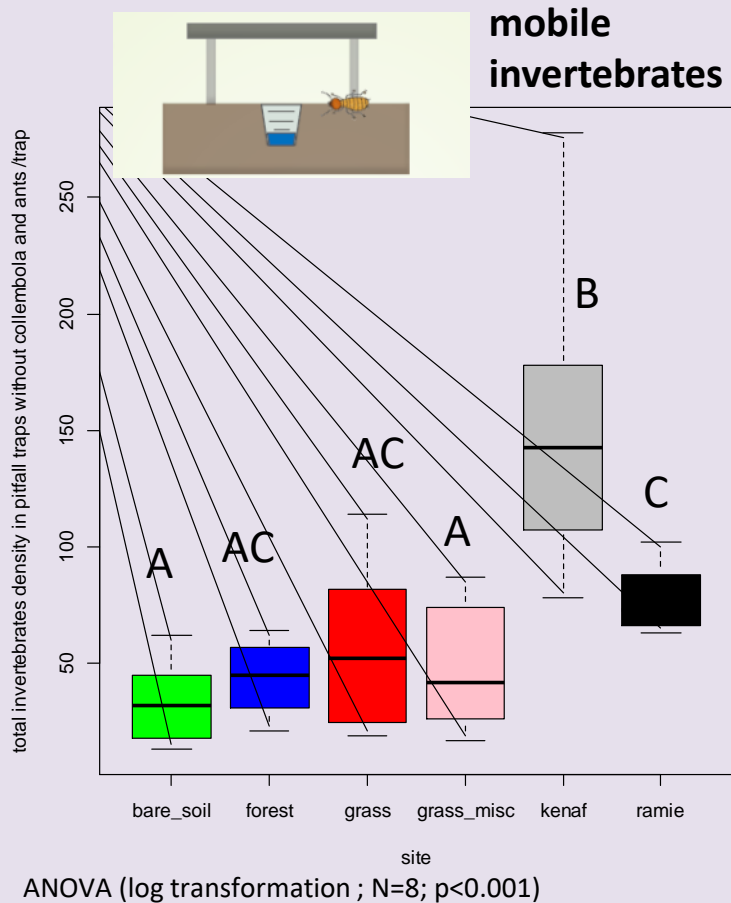 mobile
invertebrates
total invertebrates density in pitfall traps without collembola and ants /trap
250
200
150
100
50
B
AC
C
A
AC
A
bare_soil forest grass grass_misc kenaf ramie
site
ANOVA (log transformation ; N=8; p<0.001)